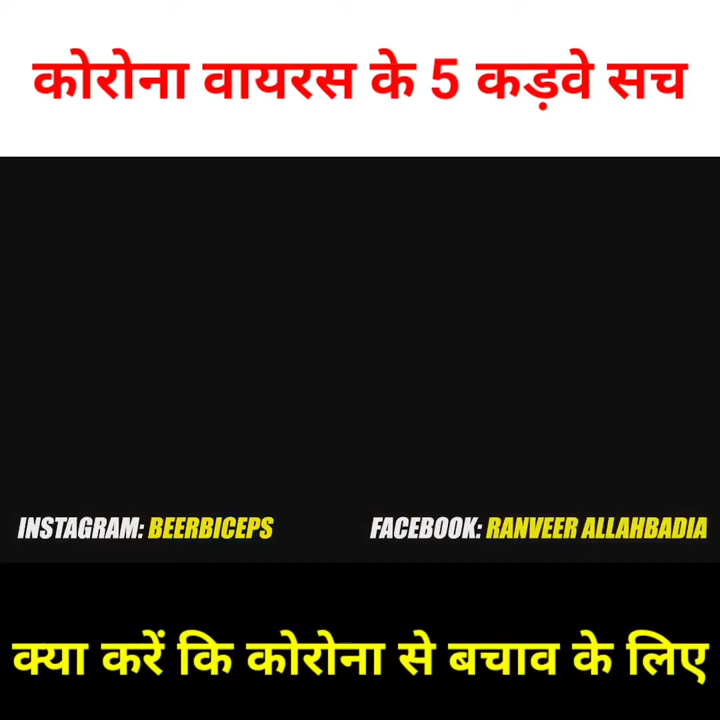 कोरोना वायरस के 5 कड़वे सच
INSTAGRAM: BEERBICEPS FACEBOOK: RANVEER ALLAHBADIA
क्या करें कि कोरोना से बचाव के लिए